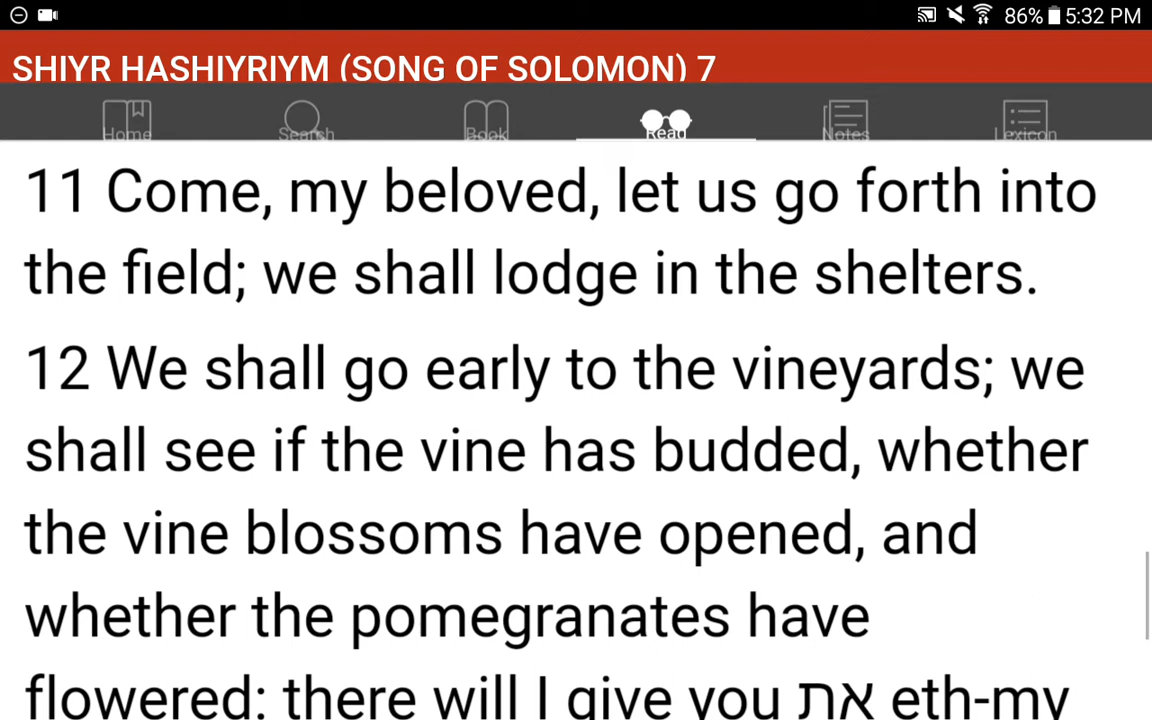 86% 5:32 PM
SHIYR HASHIYRIYM (SONG OF SOLOMON) 7
Home Search Book Read Notes Lexicon
11 Come, my beloved, let us go forth into
the field; we shall lodge in the shelters.
12 We shall go early to the vineyards; we
shall see if the vine has budded, whether
the vine blossoms have opened, and
whether the pomegranates have
flowered: there will I give you את eth-my